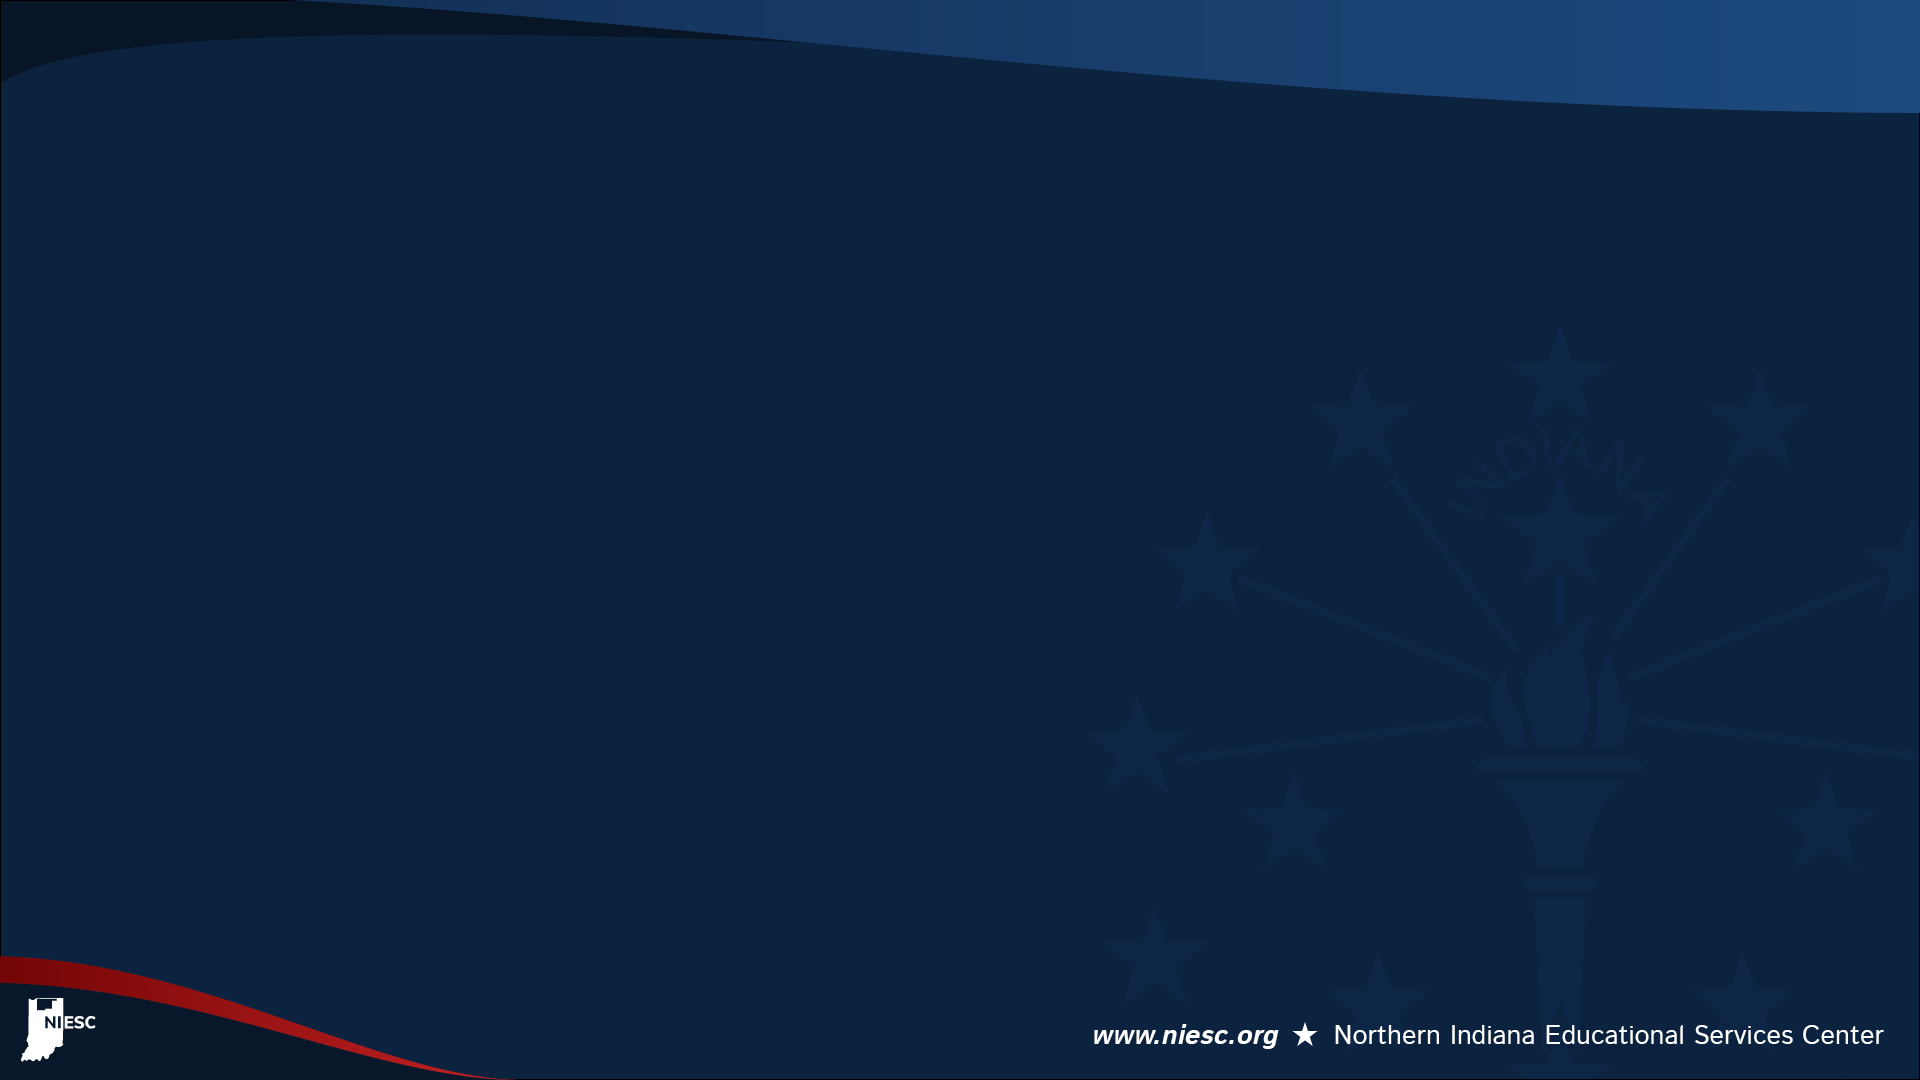 INDIANA
NIESC
www.niesc.org ★ Northern Indiana Educational Services Center